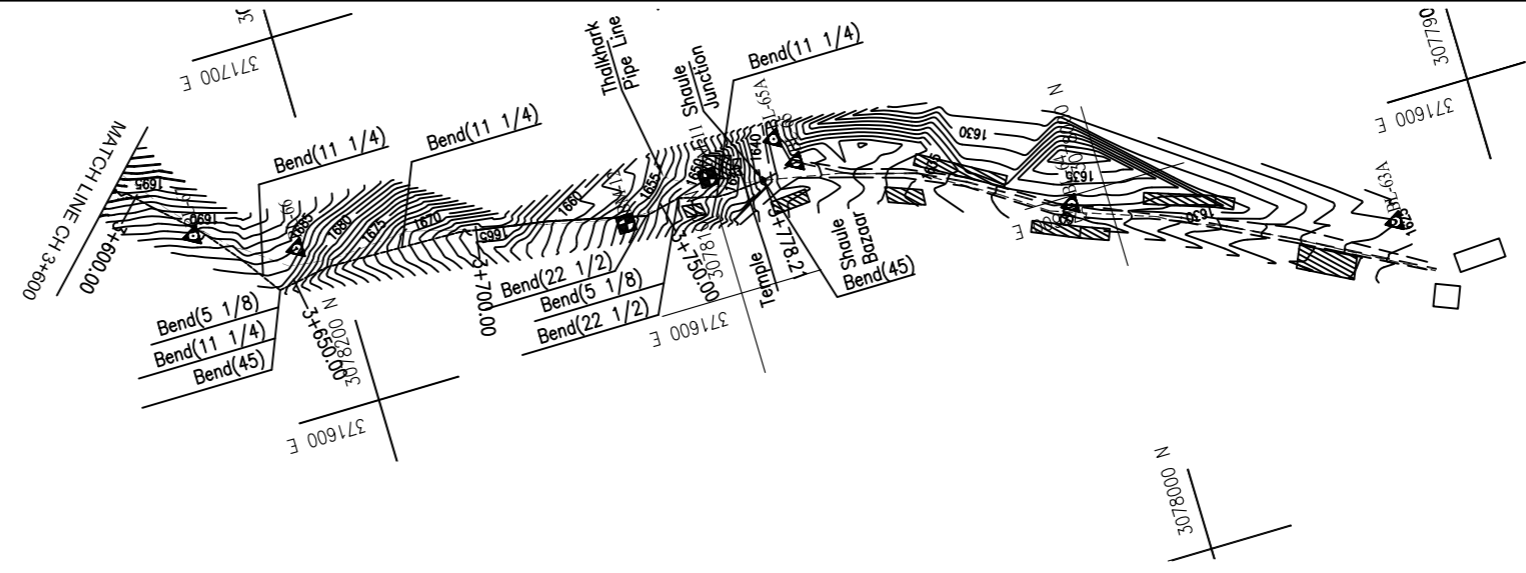 371700 E
MATCH LINE CH 3+600
3+600.00
1695
1690
Bend(11 1/4)
Bend(11 1/4)
1685
1680
1675
1670
1665
1660
1655
Thalkhark
Pipe Line
Shaule
Junction
Bend(11 1/4)
1640
1630
1635
1635
1630
371600 E
Bend(5 1/8)
Bend(11 1/4)
Bend(45)
3+650.00
3078200 N
371600 E
3+700.00
Bend(22 1/2)
Bend(5 1/8)
Bend(22 1/2)
3+750.00
371600 E
Temple
3+778.21
Shaule
Bazaar
Bend(45)
3078000 N